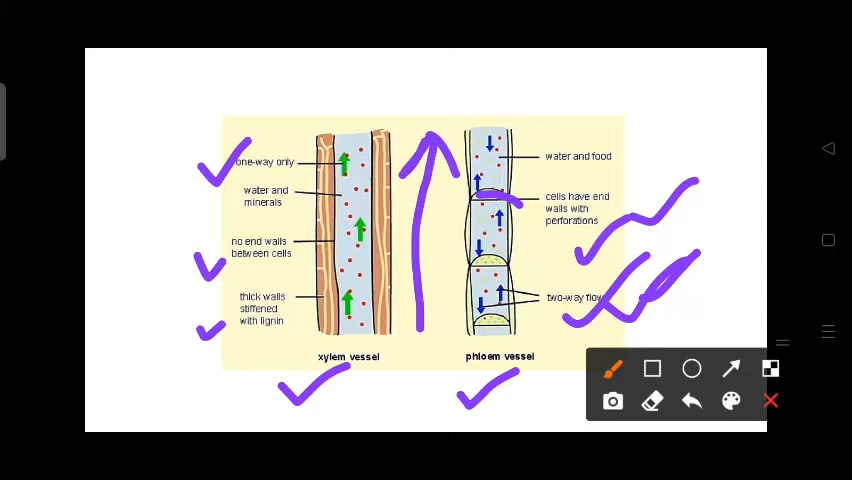 one-way only
water and
minerals
no end walls
between cells
thick walls
stiffened
with lignin
xylem vessel
water and food
cells have end
walls with
perforations
two-way flow
phloem vessel